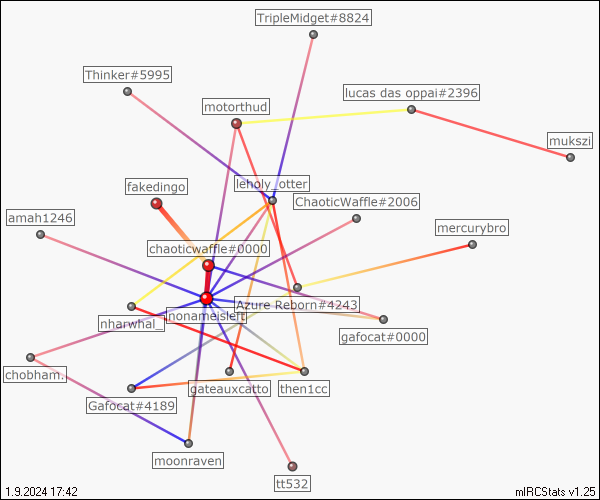 TripleMidget#8824
Thinker#5995
lucas das oppai#2396
motorthud
mukszi
fakedingo
leholy_otter
ChaoticWaffle#2006
amah1246
mercurybro
chaoticwaffle#0000
Azure Reborn#4243
nonameisleft
nharwhal_
gafocat#0000
chobham.
gateauxcatto
then1cc
Gafocat#4189
moonraven
tt532
1.9.2024 17:42
mIRCStats v1.25